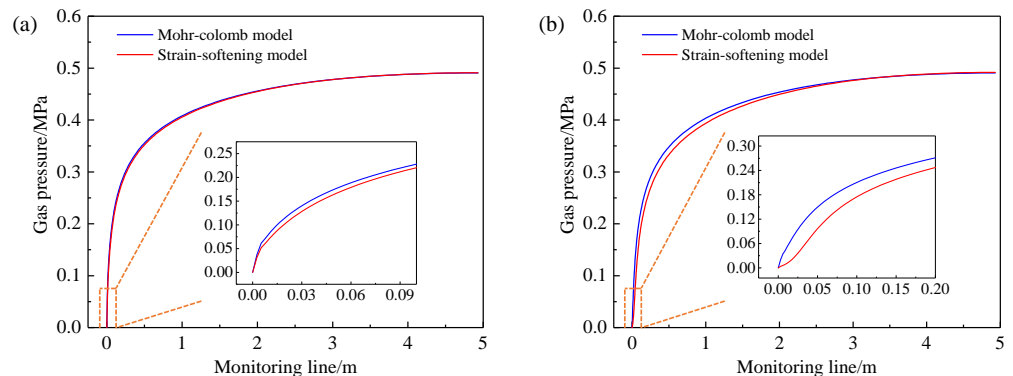 (a)
0.6
0.5
0.4
0.3
0.2
0.1
0.0
Gas pressure/MPa
Mohr-colomb model
Strain-softening model
0.25
0.20
0.15
0.10
0.05
0.00
0.00 0.03 0.06 0.09
0 1 2 3 4 5
Monitoring line/m
(b)
0.6
0.5
0.4
0.3
0.2
0.1
0.0
Gas pressure/MPa
Mohr-colomb model
Strain-softening model
0.30
0.24
0.18
0.12
0.06
0.00
0.00 0.05 0.10 0.15 0.20
0 1 2 3 4 5
Monitoring line/m